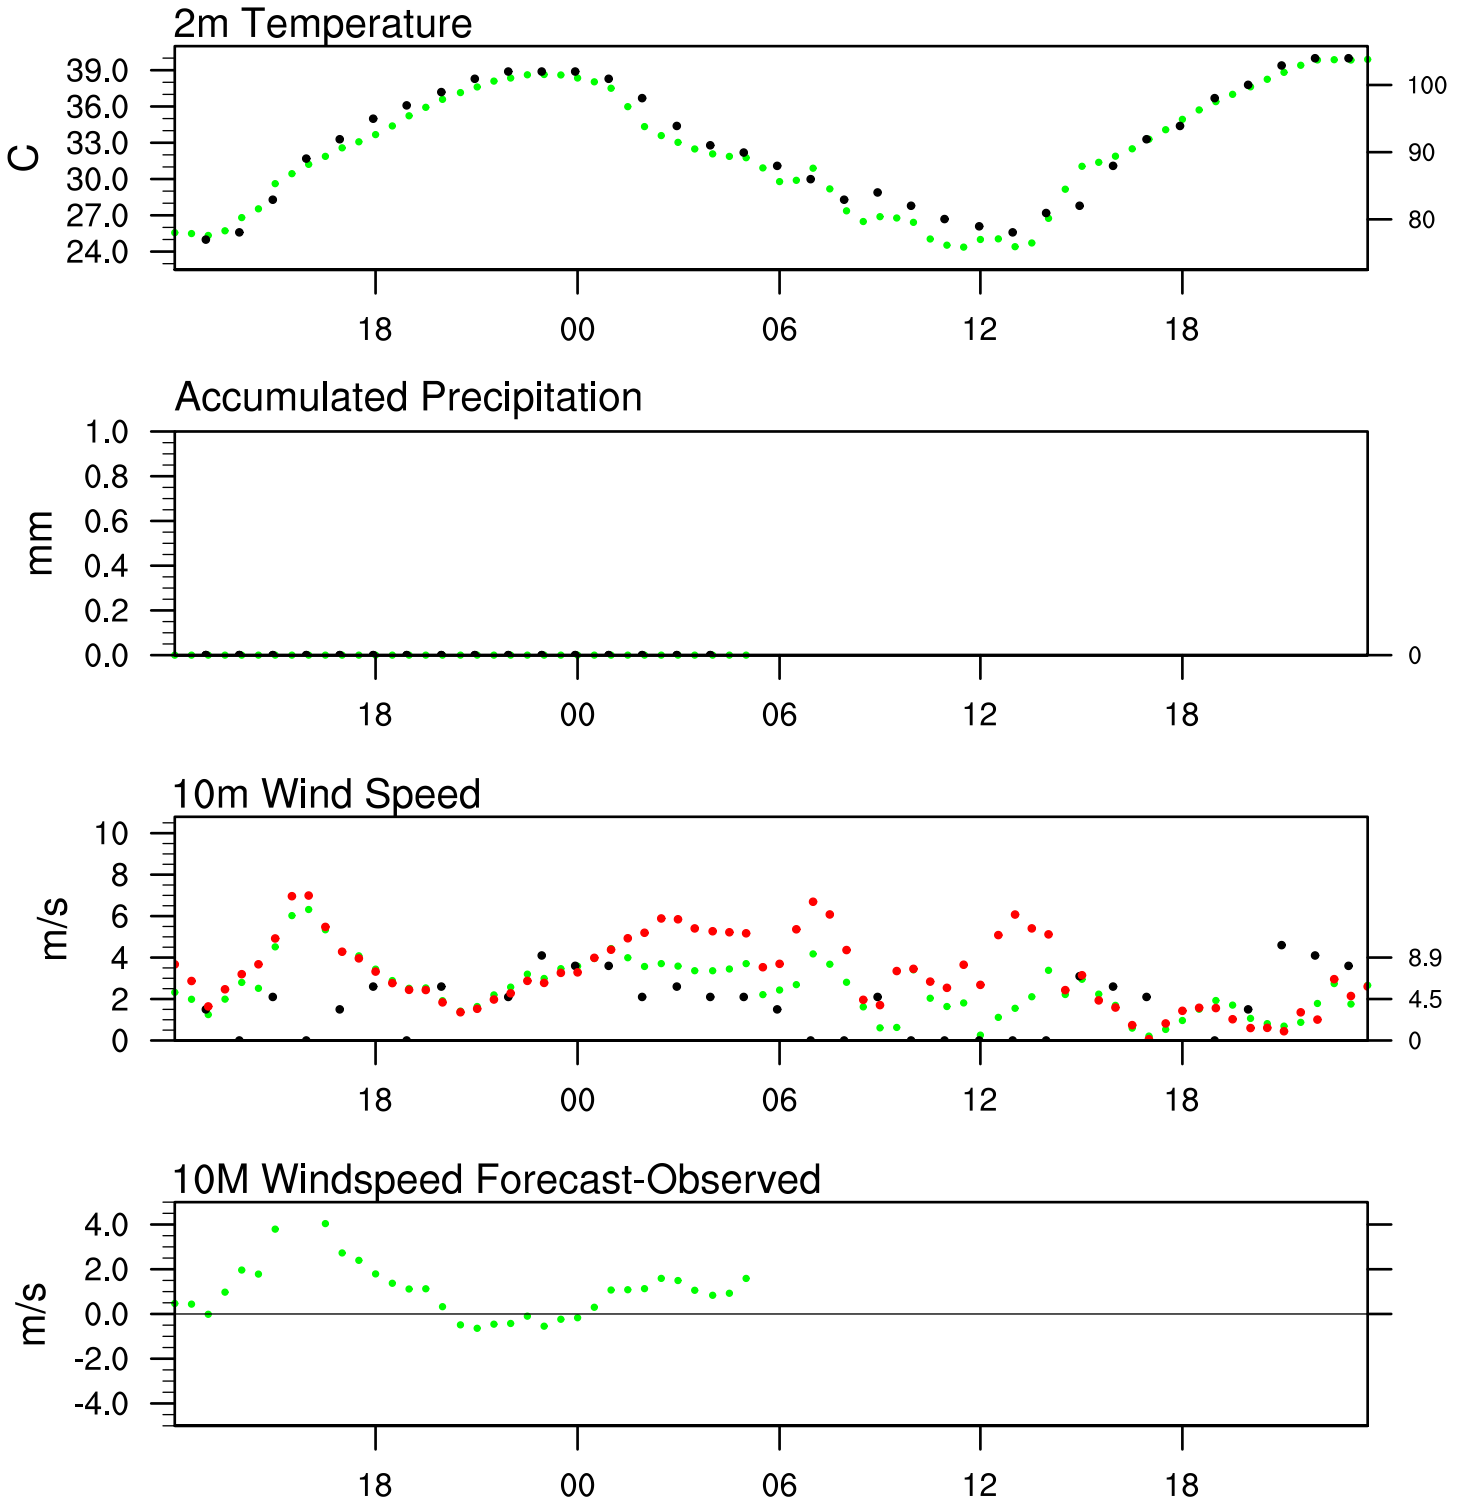 2m Temperature
39.0
36.0
33.0
30.0
27.0
24.0
C
100
90
80
18 00 06 12 18
Accumulated Precipitation
1.0
0.8
0.6
0.4
0.2
0.0
mm
0
18 00 06 12 18
10m Wind Speed
10
8
6
4
2
0
m/s
8.9
4.5
0
18 00 06 12 18
10M Windspeed Forecast-Observed
4.0
2.0
0.0
-2.0
-4.0
m/s
18 00 06 12 18